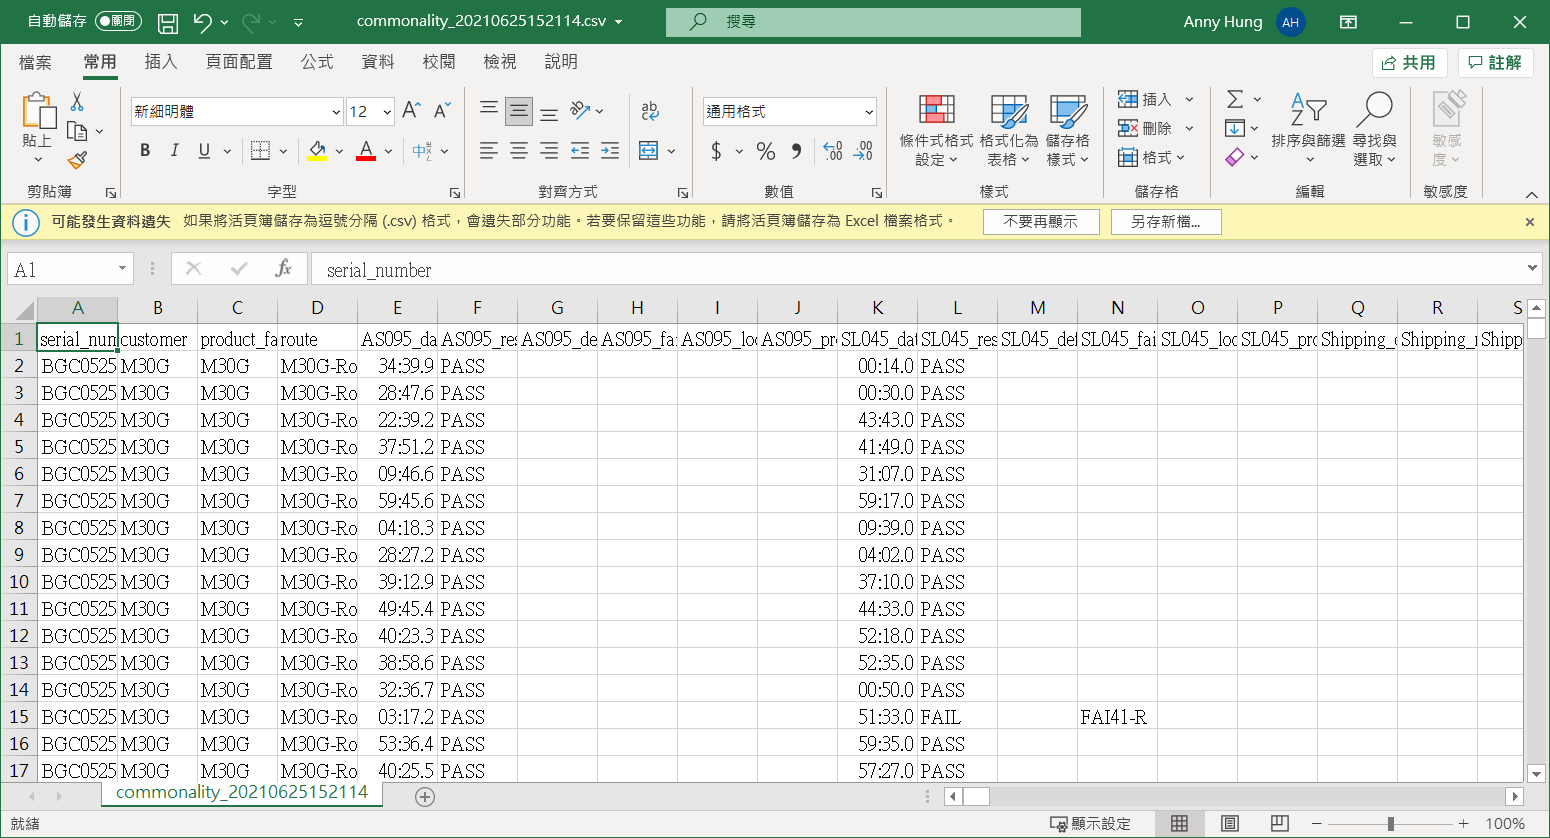 自動儲存 關閉 commonality_20210625152114.csv 搜尋 Anny Hung AH
檔案 常用 插入 頁面配置 公式 資料 校閱 檢視 說明 共用 註解
貼上 新細明體 12 A A ab 通用格式 條件式格式設定 格式化為表格 儲存格樣式 插入 刪除 格式 排序與篩選 尋找與選取 敏感度
B I U A 中 $ % 9 .00 .00
剪貼簿 字型 對齊方式 數值 樣式 儲存格 編輯 敏感度
可能發生資料遺失 如果將活頁簿儲存為逗號分隔 (.csv) 格式，會遺失部分功能。若要保留這些功能，請將活頁簿儲存為 Excel 檔案格式。 不要再顯示 另存新檔...
A1 fx serial_number
A B C D E F G H I J K L M N O P Q R S
1 serial_num customer product_fa route AS095_da AS095_res AS095_de AS095_fai AS095_loc AS095_pro SL045_dat SL045_res SL045_def SL045_fai SL045_loc SL045_pro Shipping_d Shipping_r Shipp
2 BGC0525 M30G M30G M30G-Ro 34:39.9 PASS 00:14.0 PASS
3 BGC0525 M30G M30G M30G-Ro 28:47.6 PASS 00:30.0 PASS
4 BGC0525 M30G M30G M30G-Ro 22:39.2 PASS 43:43.0 PASS
5 BGC0525 M30G M30G M30G-Ro 37:51.2 PASS 41:49.0 PASS
6 BGC0525 M30G M30G M30G-Ro 09:46.6 PASS 31:07.0 PASS
7 BGC0525 M30G M30G M30G-Ro 59:45.6 PASS 59:17.0 PASS
8 BGC0525 M30G M30G M30G-Ro 04:18.3 PASS 09:39.0 PASS
9 BGC0525 M30G M30G M30G-Ro 28:27.2 PASS 04:02.0 PASS
10 BGC0525 M30G M30G M30G-Ro 39:12.9 PASS 37:10.0 PASS
11 BGC0525 M30G M30G M30G-Ro 49:45.4 PASS 44:33.0 PASS
12 BGC0525 M30G M30G M30G-Ro 40:23.3 PASS 52:18.0 PASS
13 BGC0525 M30G M30G M30G-Ro 38:58.6 PASS 52:35.0 PASS
14 BGC0525 M30G M30G M30G-Ro 32:36.7 PASS 00:50.0 PASS
15 BGC0525 M30G M30G M30G-Ro 03:17.2 PASS 51:33.0 FAIL FAI41-R
16 BGC0525 M30G M30G M30G-Ro 53:36.4 PASS 59:35.0 PASS
17 BGC0525 M30G M30G M30G-Ro 40:25.5 PASS 57:27.0 PASS
commonality_20210625152114
就緒 顯示設定 100%